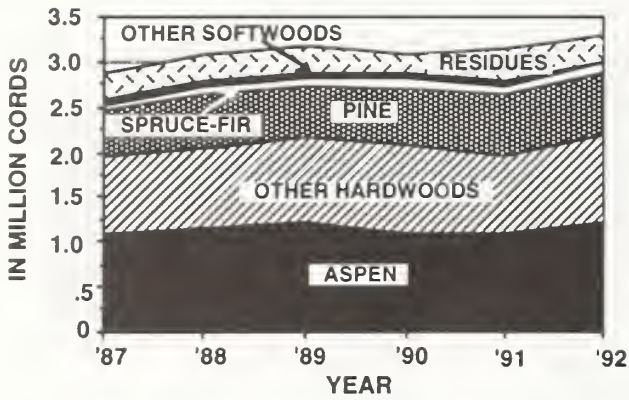 IN MILLION CORDS
3.5
3.0
2.5
2.0
1.5
1.0
.5
0
OTHER SOFTWOODS
RESIDUES
SPRUCE-FIR
PINE
OTHER HARDWOODS
ASPEN
'87 '88 '89 '90 '91 '92
YEAR